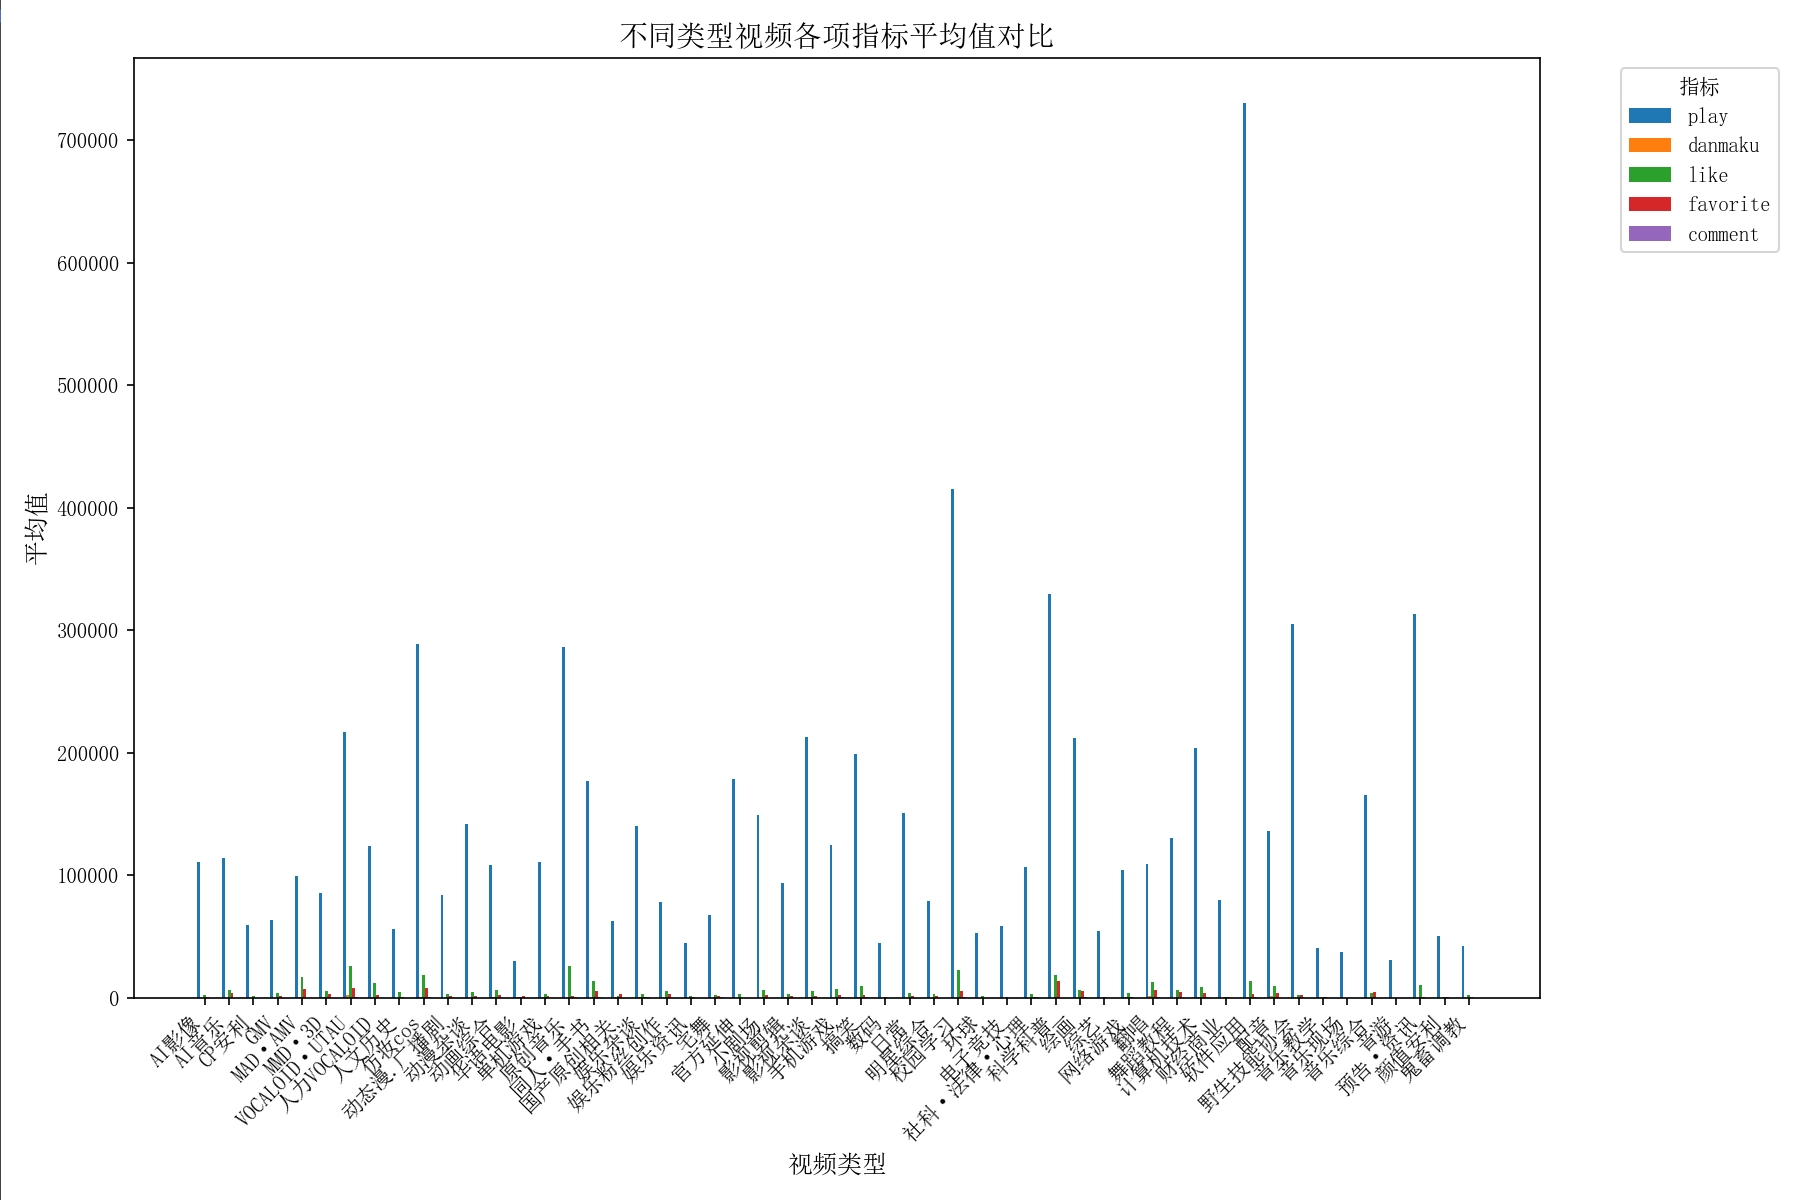 不同类型视频各项指标平均值对比
指标
play
danmaku
like
favorite
comment
平均值
700000
600000
500000
400000
300000
200000
100000
0
AI影像
AI音乐
CP安利
GMV
MAD·AMV
MMD·3D
VOCALOID·UTAU
人力VOCALOID
人文历史
仿妆cos
动态漫·广播剧
动漫杂谈
动画综合
华语电影
单机游戏
原创音乐
同人·手书
国产原创相关
娱乐杂谈
娱乐粉丝创作
娱乐资讯
宅舞
官方延伸
小剧场
影视剪辑
影视杂谈
手机游戏
搞笑
数码
日常
明星综合
校园学习
环球
电子竞技
社科·法律·心理
科学科普
绘画
综艺
网络游戏
翻唱
舞蹈教程
计算机技术
财经商业
软件应用
配音
野生技能协会
音乐教学
音乐现场
音乐综合
音游
预告·资讯
颜值安利
鬼畜调教
视频类型